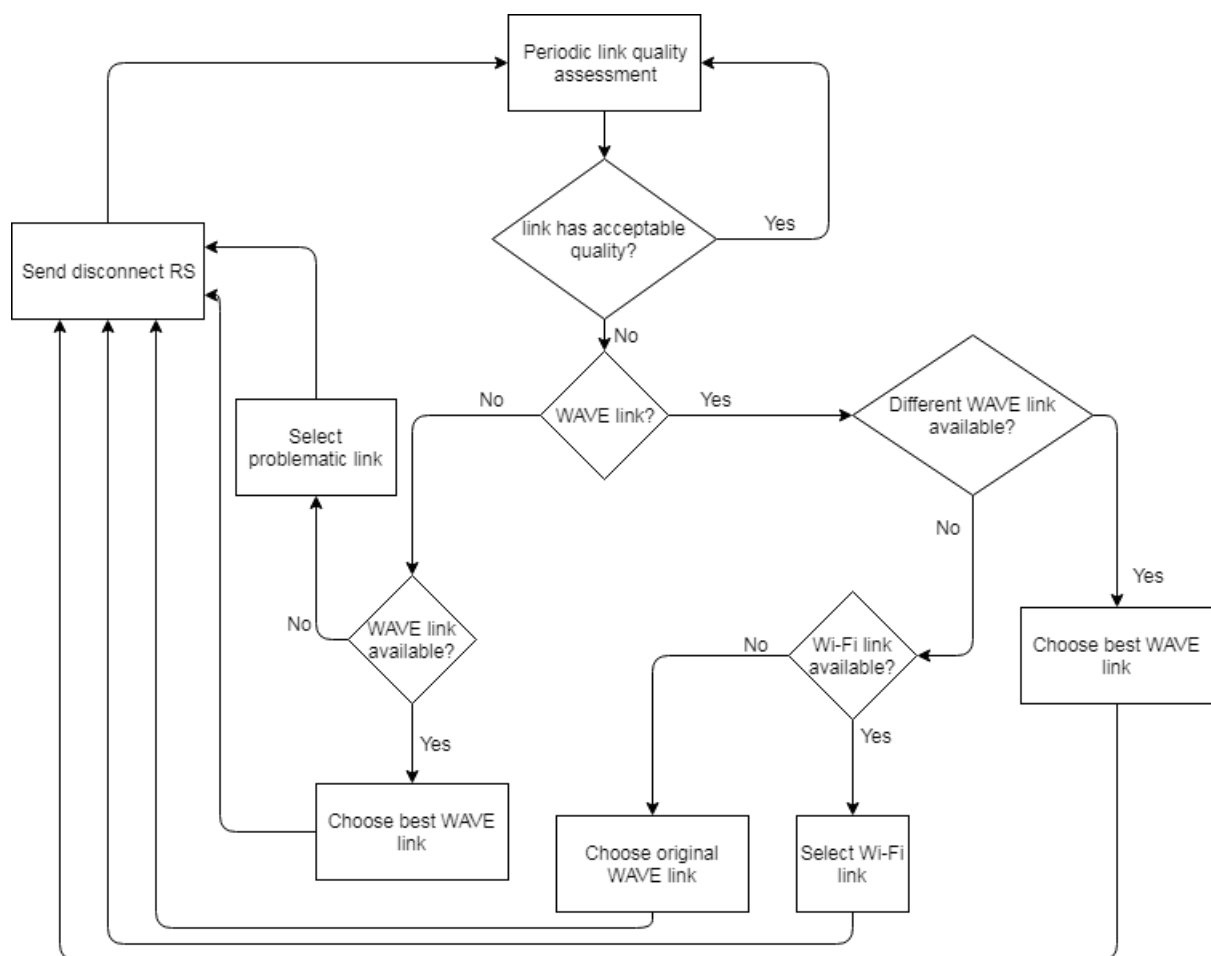 Periodic link quality
assessment
link has acceptable
quality?
Yes
Send disconnect RS
No
WAVE link?
No
Yes
Different WAVE link
available?
Select
problematic link
No
Yes
WAVE link
available?
No
Wi-Fi link
available?
No
Choose best WAVE
link
Yes
Yes
Choose best WAVE
link
Choose original
WAVE link
Select Wi-Fi
link